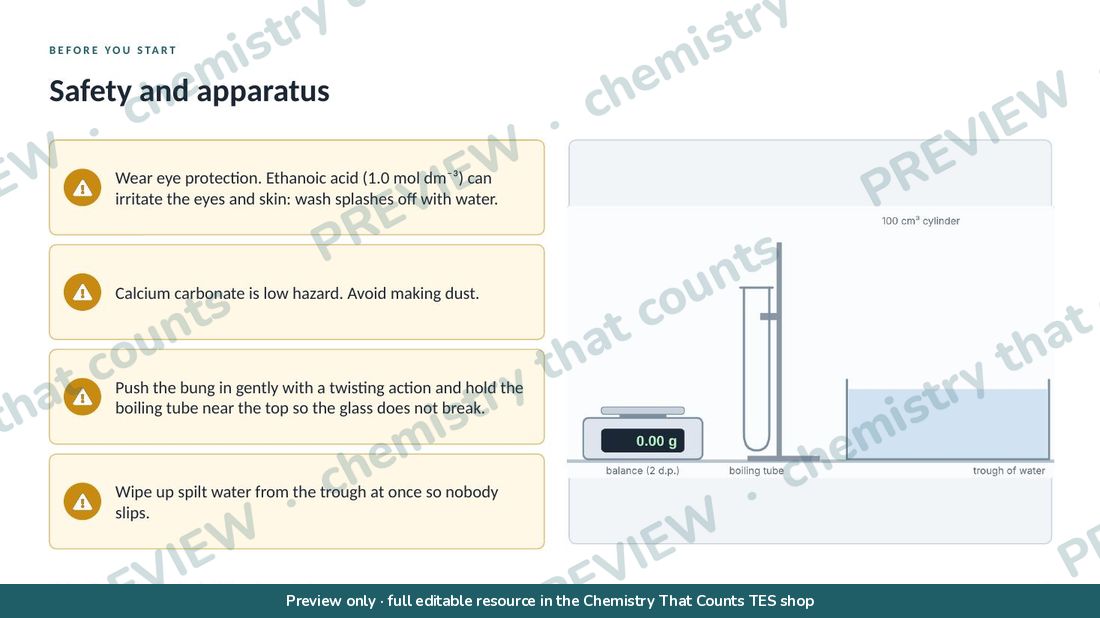 BEFORE YOU START
Safety and apparatus
Wear eye protection. Ethanoic acid (1.0 mol dm⁻³) can
irritate the eyes and skin: wash splashes off with water.
Calcium carbonate is low hazard. Avoid making dust.
Push the bung in gently with a twisting action and hold the
boiling tube near the top so the glass does not break.
Wipe up spilt water from the trough at once so nobody
slips.
100 cm³ cylinder
0.00 g
balance (2 d.p.)
boiling tube
trough of water
PREVIEW · chemistry that counts
Preview only · full editable resource in the Chemistry That Counts TES shop